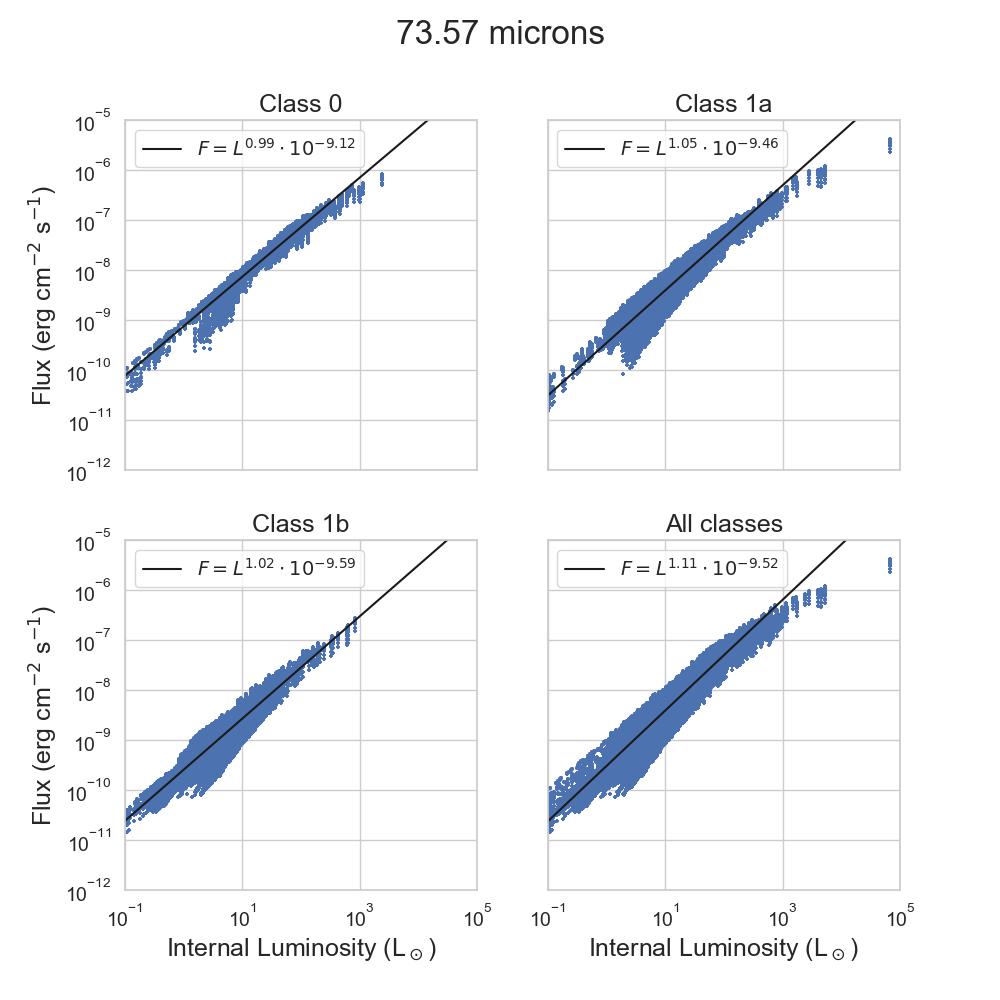 73.57 microns
Class 0
Class 1a
F = L^0.99 · 10^−9.12
F = L^1.05 · 10^−9.46
10^−5
10^−6
10^−7
10^−8
10^−9
10^−10
10^−11
10^−12
Flux (erg cm^−2 s^−1)
Class 1b
All classes
F = L^1.02 · 10^−9.59
F = L^1.11 · 10^−9.52
10^−5
10^−6
10^−7
10^−8
10^−9
10^−10
10^−11
10^−12
Flux (erg cm^−2 s^−1)
10^−1 10^1 10^3 10^5
10^−1 10^1 10^3 10^5
Internal Luminosity (L_⊙)
Internal Luminosity (L_⊙)